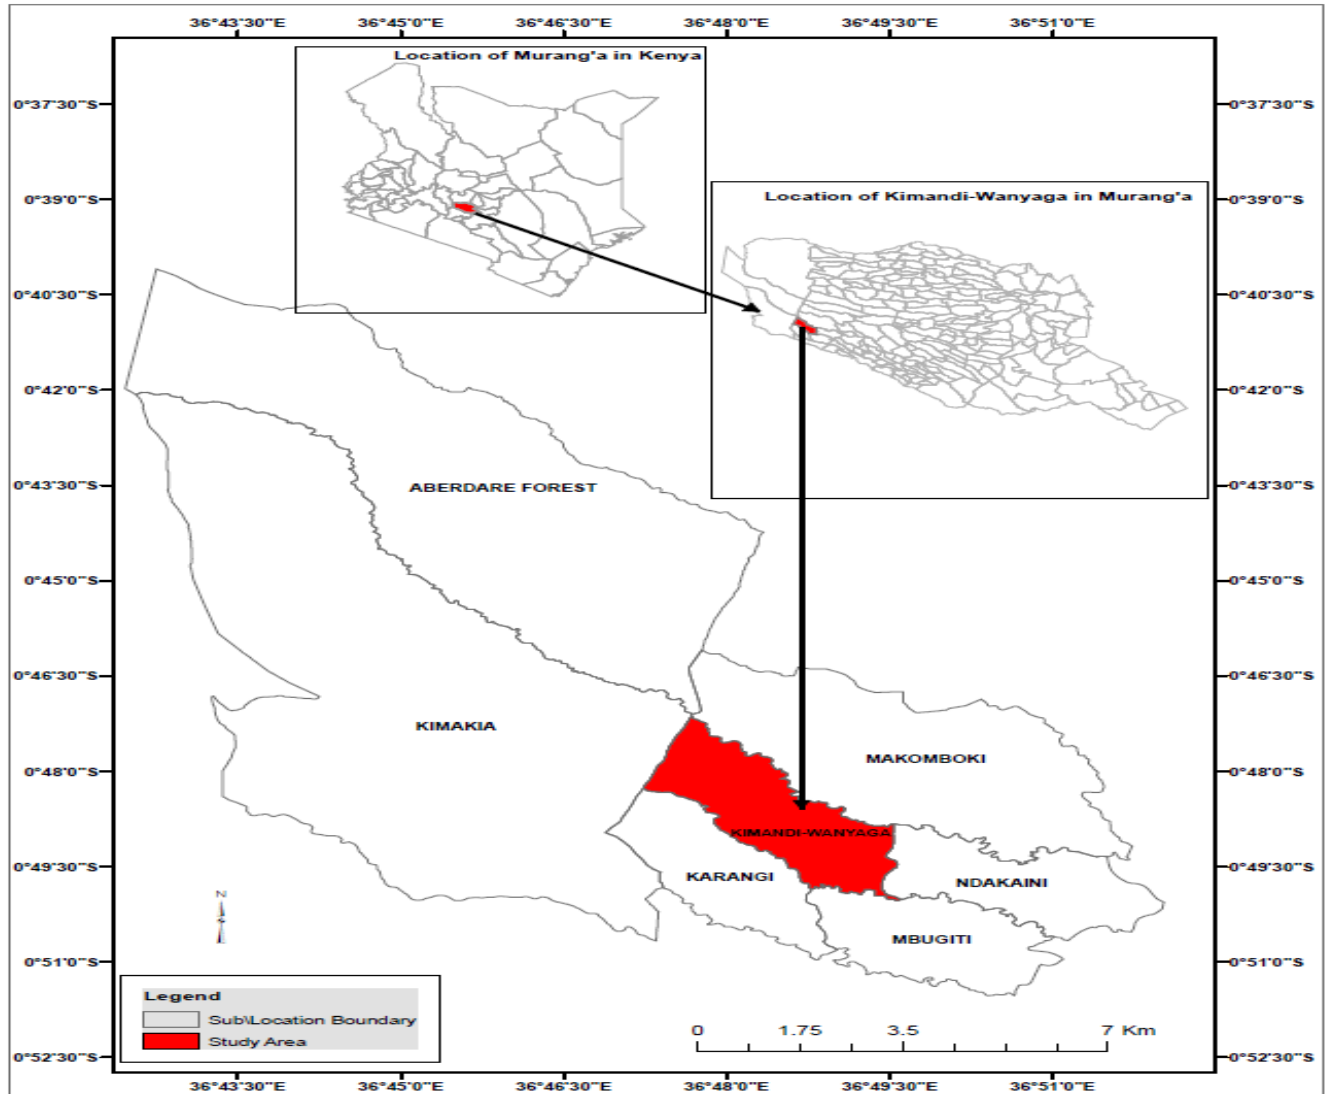 36°43'30"E 36°45'0"E 36°46'30"E 36°48'0"E 36°49'30"E 36°51'0"E
Location of Murang'a in Kenya
0°37'30"S 0°37'30"S
Location of Kimandi-Wanyaga in Murang'a
0°39'0"S 0°39'0"S
0°40'30"S 0°40'30"S
0°42'0"S 0°42'0"S
0°43'30"S 0°43'30"S
ABERDARE FOREST
0°45'0"S 0°45'0"S
0°46'30"S 0°46'30"S
KIMAKIA
MAKOMBOKI
0°48'0"S 0°48'0"S
KIMANDI-WANYAGA
0°49'30"S 0°49'30"S
KARANGI
NDAKAINI
N
MBUGITI
0°51'0"S 0°51'0"S
Legend
Sub\Location Boundary
Study Area
0 1.75 3.5 7 Km
0°52'30"S 0°52'30"S
36°43'30"E 36°45'0"E 36°46'30"E 36°48'0"E 36°49'30"E 36°51'0"E